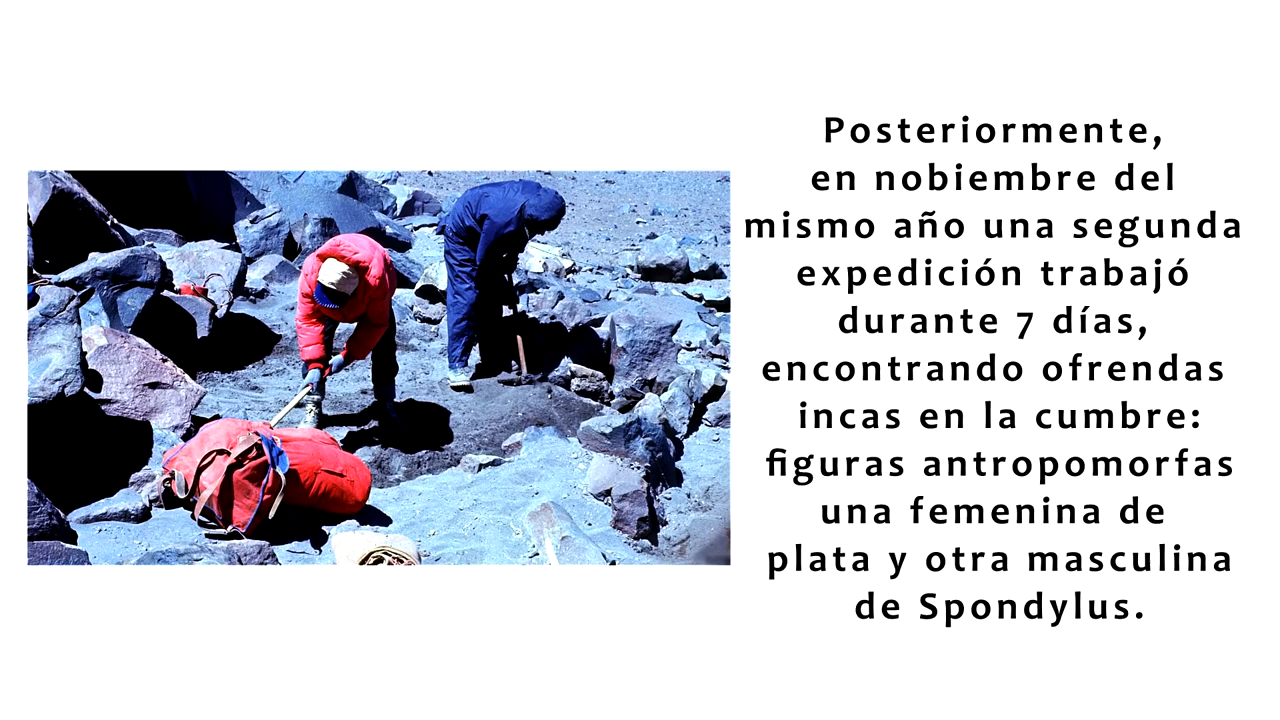 Posteriormente,
en nobiembre del
mismo año una segunda
expedición trabajó
durante 7 días,
encontrando ofrendas
incas en la cumbre:
figuras antropomorfas
una femenina de
plata y otra masculina
de Spondylus.